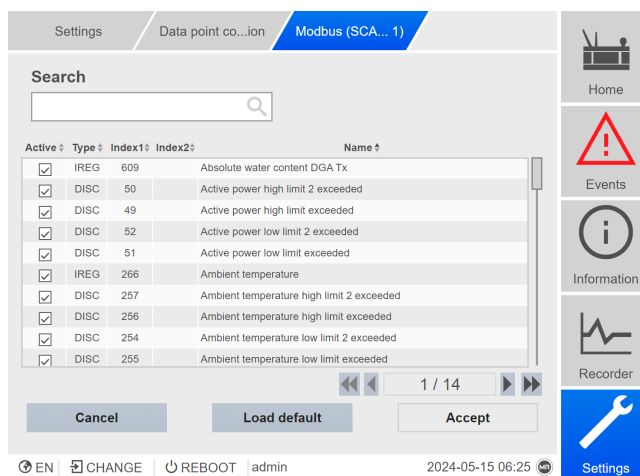 Settings
Data point co...ion
Modbus (SCA... 1)
Search
Active Type Index1 Index2 Name
IREG 609 Absolute water content DGA Tx
DISC 50 Active power high limit 2 exceeded
DISC 49 Active power high limit exceeded
DISC 52 Active power low limit 2 exceeded
DISC 51 Active power low limit exceeded
IREG 266 Ambient temperature
DISC 257 Ambient temperature high limit 2 exceeded
DISC 256 Ambient temperature high limit exceeded
DISC 254 Ambient temperature low limit 2 exceeded
DISC 255 Ambient temperature low limit exceeded
1 / 14
Cancel Load default Accept
EN CHANGE REBOOT admin 2024-05-15 06:25 MR
Home
Events
Information
Recorder
Settings